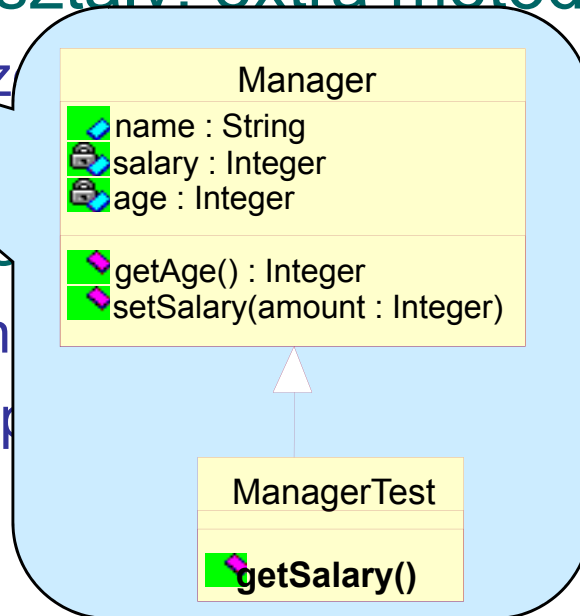 Manager
name : String
salary : Integer
age : Integer
getAge() : Integer
setSalary(amount : Integer)
ManagerTest
getSalary()